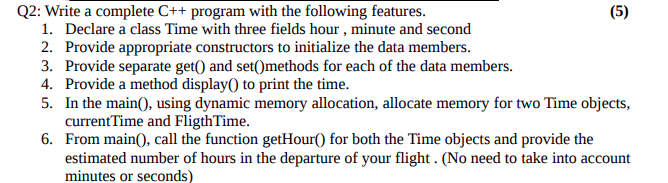 Q2: Write a complete C++ program with the following features. (5)
1. Declare a class Time with three fields hour , minute and second
2. Provide appropriate constructors to initialize the data members.
3. Provide separate get() and set()methods for each of the data members.
4. Provide a method display() to print the time.
5. In the main(), using dynamic memory allocation, allocate memory for two Time objects,
currentTime and FligthTime.
6. From main(), call the function getHour() for both the Time objects and provide the
estimated number of hours in the departure of your flight . (No need to take into account
minutes or seconds)